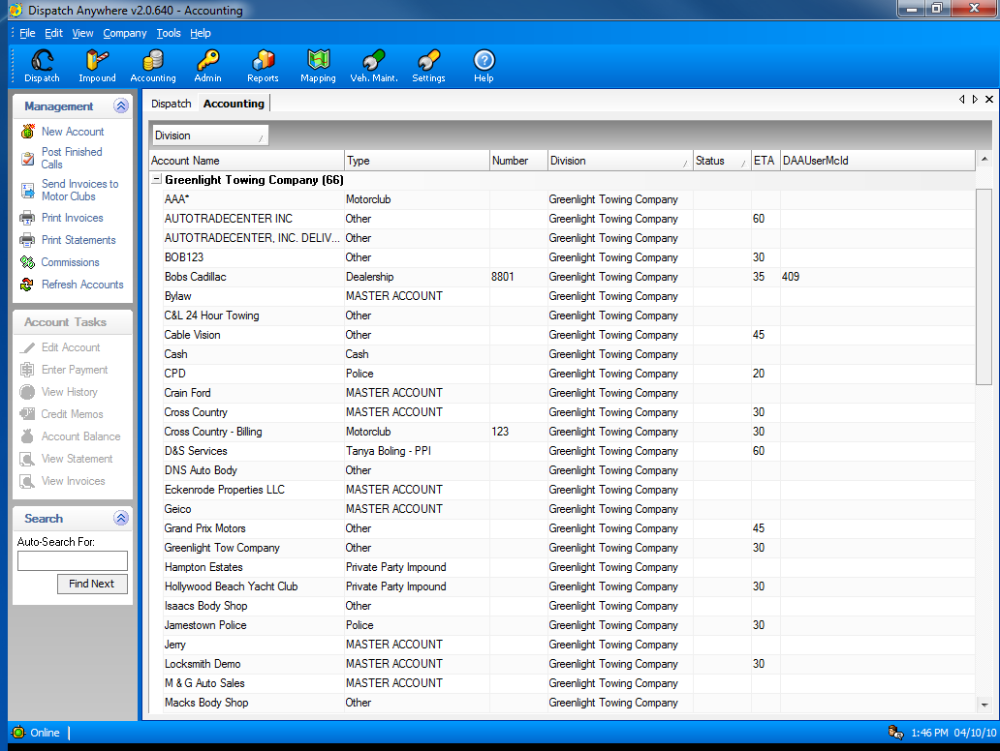 Dispatch Anywhere v2.0.640 - Accounting
File Edit View Company Tools Help
Dispatch Impound Accounting Admin Reports Mapping Veh. Maint. Settings Help
Management
New Account
Post Finished
Calls
Send Invoices to
Motor Clubs
Print Invoices
Print Statements
Commissions
Refresh Accounts
Account Tasks
Edit Account
Enter Payment
View History
Credit Memos
Account Balance
View Statement
View Invoices
Search
Auto-Search For:
Find Next
Dispatch Accounting
Division
Account Name Type Number Division Status ETA DAAUserMcId
Greenlight Towing Company (66)
AAA* Motorclub Greenlight Towing Company
AUTOTRADECENTER INC Other Greenlight Towing Company 60
AUTOTRADECENTER, INC. DELIV... Other Greenlight Towing Company
BOB123 Other Greenlight Towing Company 30
Bobs Cadillac Dealership 8801 Greenlight Towing Company 35 409
Bylaw MASTER ACCOUNT Greenlight Towing Company
C&L 24 Hour Towing Other Greenlight Towing Company
Cable Vision Other Greenlight Towing Company 45
Cash Cash Greenlight Towing Company
CPD Police Greenlight Towing Company 20
Crain Ford MASTER ACCOUNT Greenlight Towing Company
Cross Country MASTER ACCOUNT Greenlight Towing Company 30
Cross Country - Billing Motorclub 123 Greenlight Towing Company 30
D&S Services Tanya Boling - PPI Greenlight Towing Company 60
DNS Auto Body Other Greenlight Towing Company
Eckenrode Properties LLC MASTER ACCOUNT Greenlight Towing Company
Geico MASTER ACCOUNT Greenlight Towing Company
Grand Prix Motors Other Greenlight Towing Company 45
Greenlight Tow Company Other Greenlight Towing Company 30
Hampton Estates Private Party Impound Greenlight Towing Company
Hollywood Beach Yacht Club Private Party Impound Greenlight Towing Company 30
Isaacs Body Shop Other Greenlight Towing Company
Jamestown Police Police Greenlight Towing Company 30
Jerry MASTER ACCOUNT Greenlight Towing Company
Locksmith Demo MASTER ACCOUNT Greenlight Towing Company 30
M & G Auto Sales MASTER ACCOUNT Greenlight Towing Company
Macks Body Shop Other Greenlight Towing Company
Online 1:46 PM 04/10/10